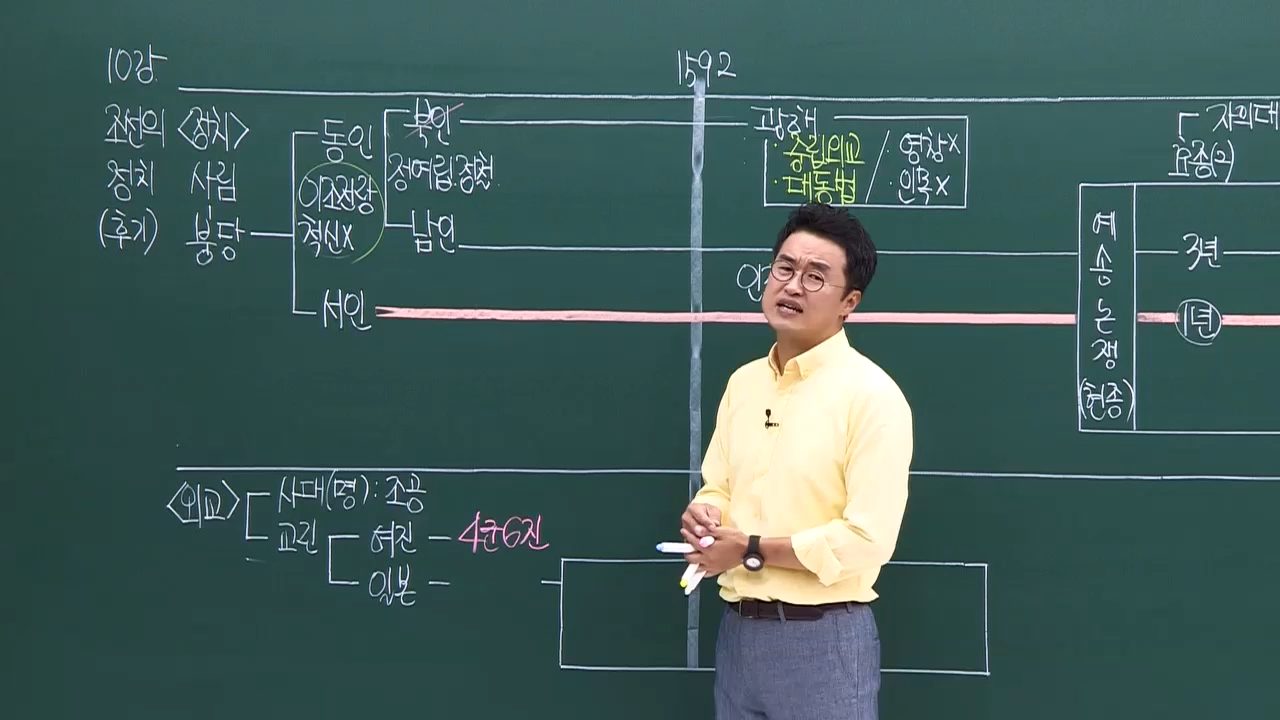 10강
1592
조선의 <정치>
정치 사림
(후기) 붕당
동인
이조전랑
척신X
서인
북인
정여립.정철
남인
광해
·중립외교
·대동법
/ 영창X
/ 인목X
효종(2)
예송논쟁
(현종)
3년
1년
<외교>
사대(명) : 조공
교린
여진 - 4군6진
일본 -